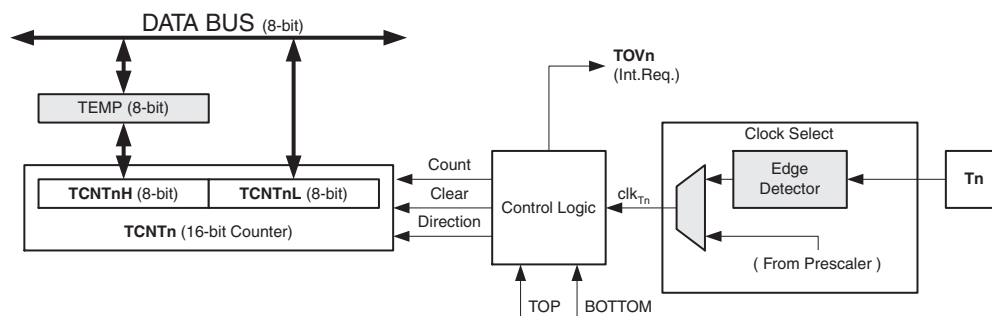 DATA BUS (8-bit)
TOVn
(Int.Req.)
TEMP (8-bit)
Clock Select
Count
Edge
Detector
Tn
TCNTnH (8-bit)
TCNTnL (8-bit)
Clear
Control Logic
clkTn
TCNTn (16-bit Counter)
Direction
( From Prescaler )
TOP
BOTTOM